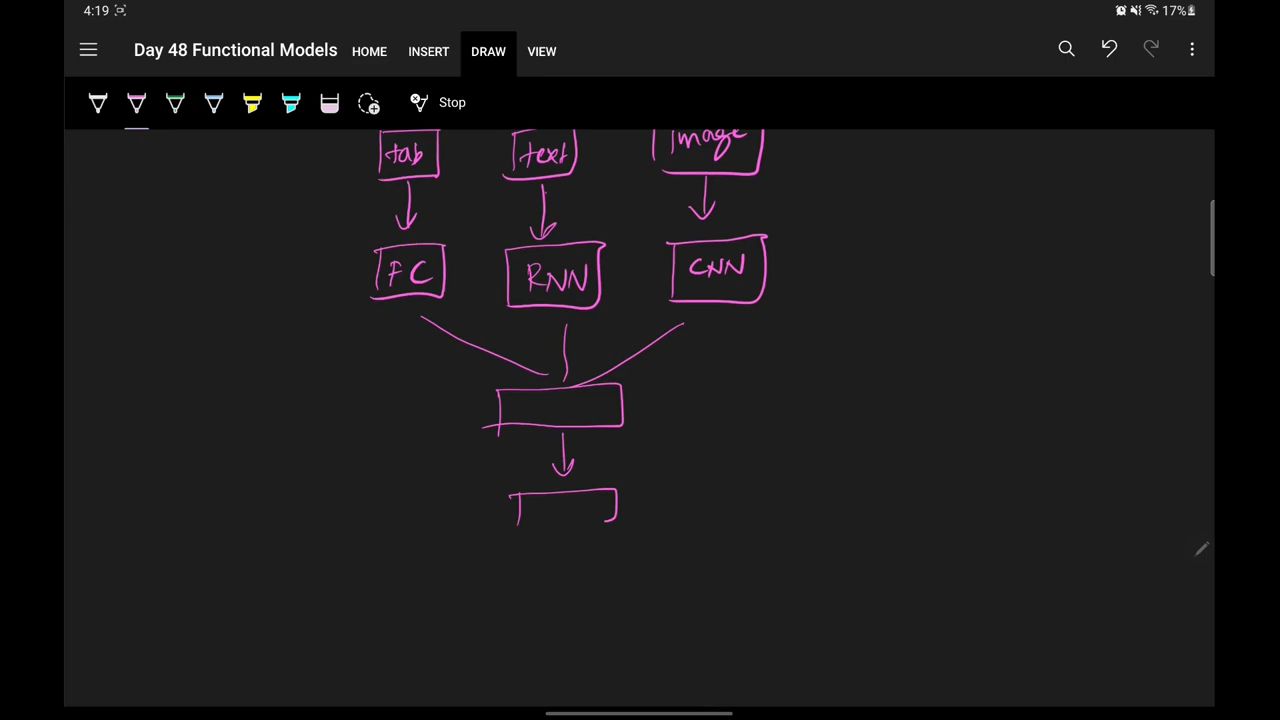 4:19 17%
Day 48 Functional Models HOME INSERT DRAW VIEW
Stop
tab text Image
FC RNN CNN